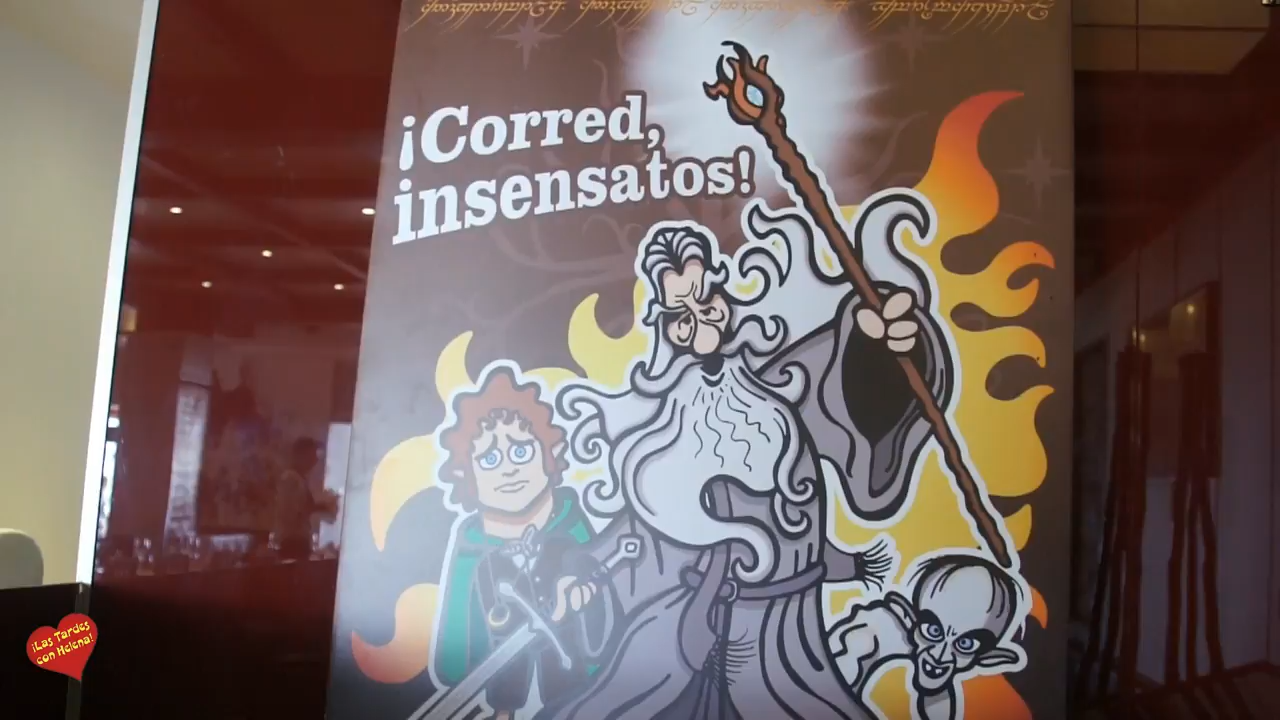 ¡Corred,
insensatos!
¡Las Tardes
con Helena!